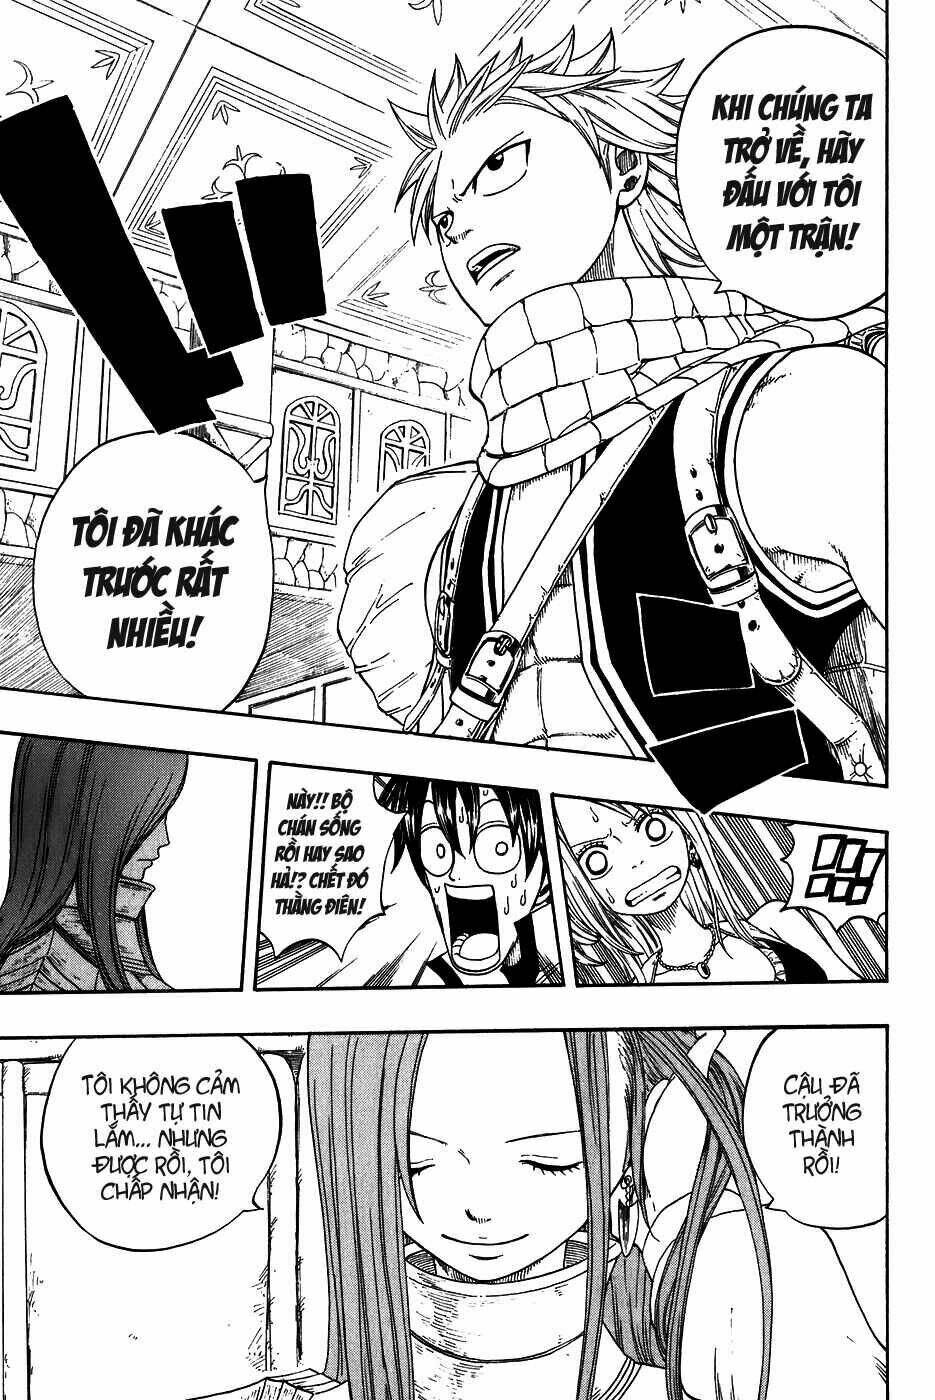 KHI CHÚNG TA
TRỞ VỀ, HÃY
ĐẤU VỚI TÔI
MỘT TRẬN!
TÔI ĐÃ KHÁC
TRƯỚC RẤT
NHIỀU!
NÀY!! BỘ
CHÁN SỐNG
RỒI HAY SAO
HẢ!? CHẾT ĐÓ
THẰNG ĐIÊN!
!!!
CẬU ĐÃ
TRƯỞNG
THÀNH
RỒI!
TÔI KHÔNG CẢM
THẤY TỰ TIN
LẮM... NHƯNG
ĐƯỢC RỒI, TÔI
CHẤP NHẬN!